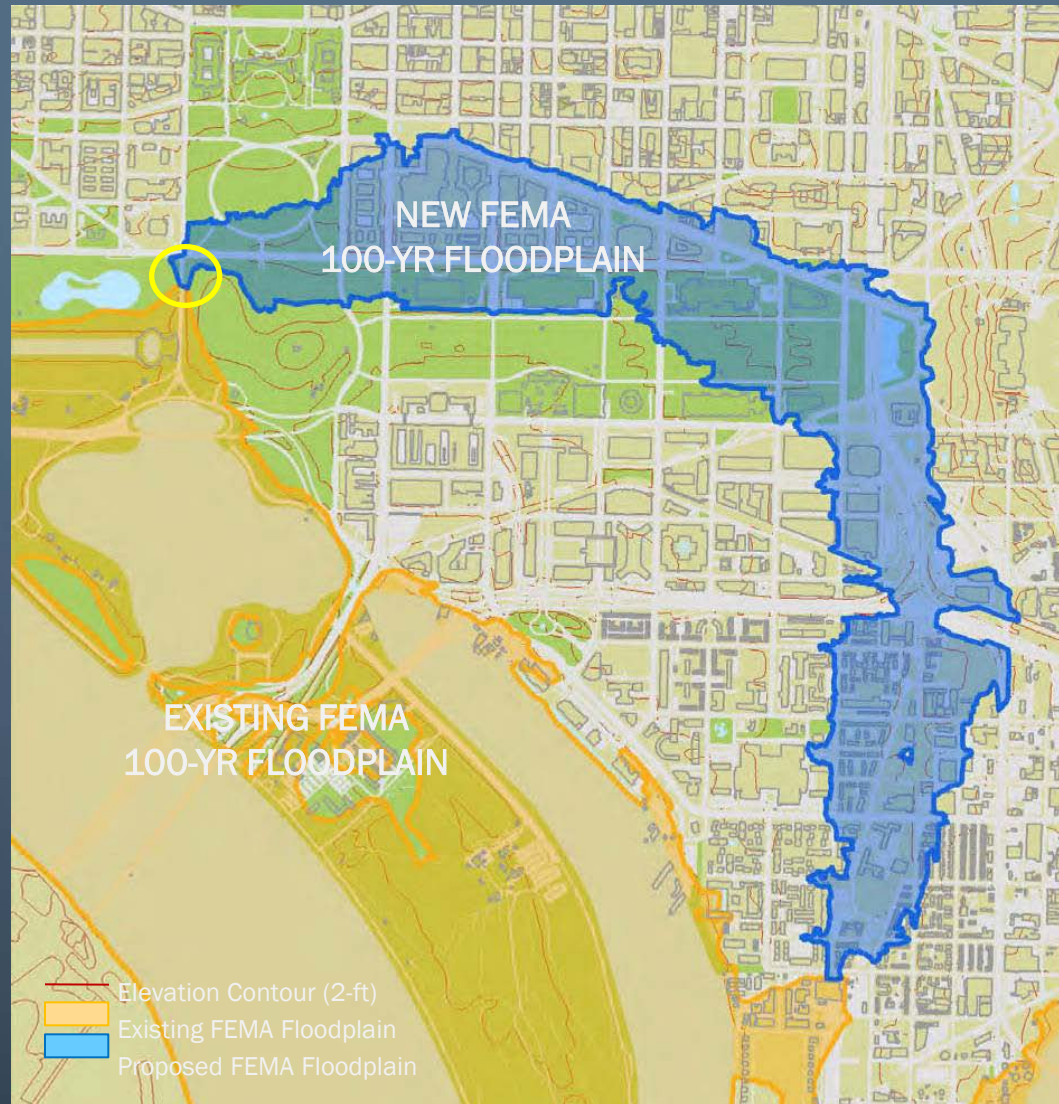 NEW FEMA
100-YR FLOODPLAIN
EXISTING FEMA
100-YR FLOODPLAIN
Elevation Contour (2-ft)
Existing FEMA Floodplain
Proposed FEMA Floodplain